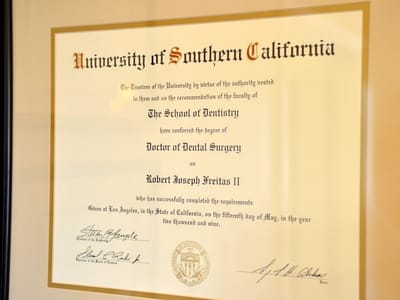 University of Southern California
The Trustees of the University by virtue of the authority vested
in them and on the recommendation of the faculty of
The School of Dentistry
have conferred the degree of
Doctor of Dental Surgery
on
Robert Joseph Freitas II
who has successfully completed the requirements
Given at Los Angeles, in the State of California, on the fifteenth day of May, in the year
two thousand and nine.